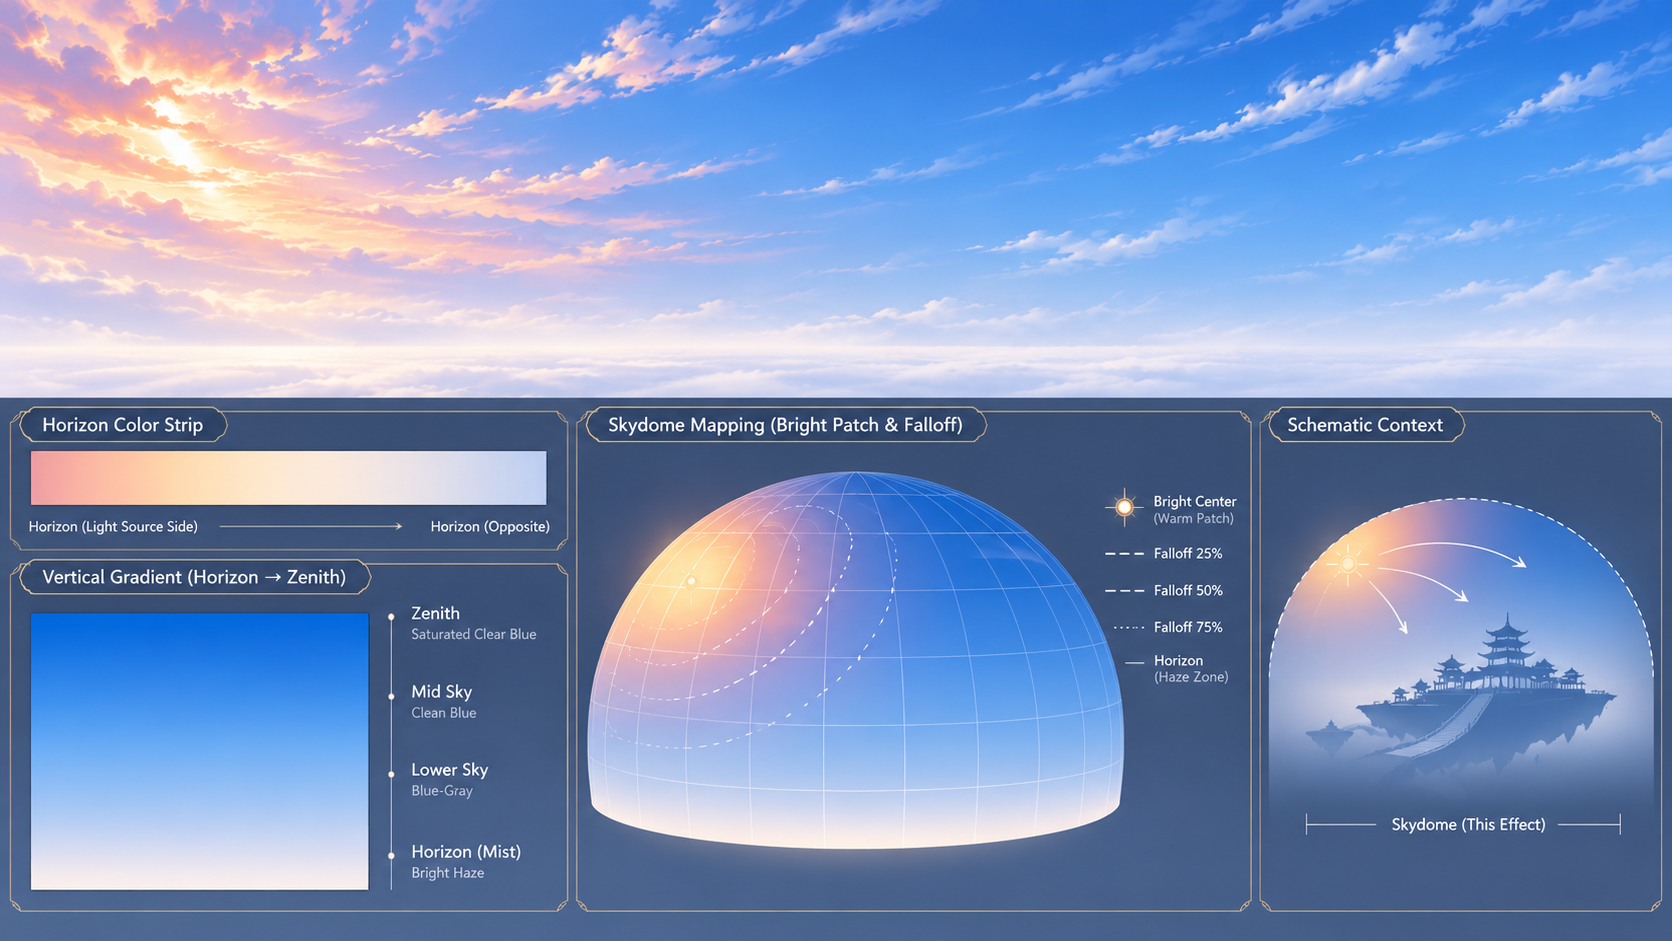 Horizon Color Strip
Horizon (Light Source Side)
Horizon (Opposite)
Vertical Gradient (Horizon → Zenith)
Zenith
Saturated Clear Blue
Mid Sky
Clean Blue
Lower Sky
Blue-Gray
Horizon (Mist)
Bright Haze
Skydome Mapping (Bright Patch & Falloff)
Bright Center
(Warm Patch)
Falloff 25%
Falloff 50%
Falloff 75%
Horizon
(Haze Zone)
Schematic Context
Skydome (This Effect)